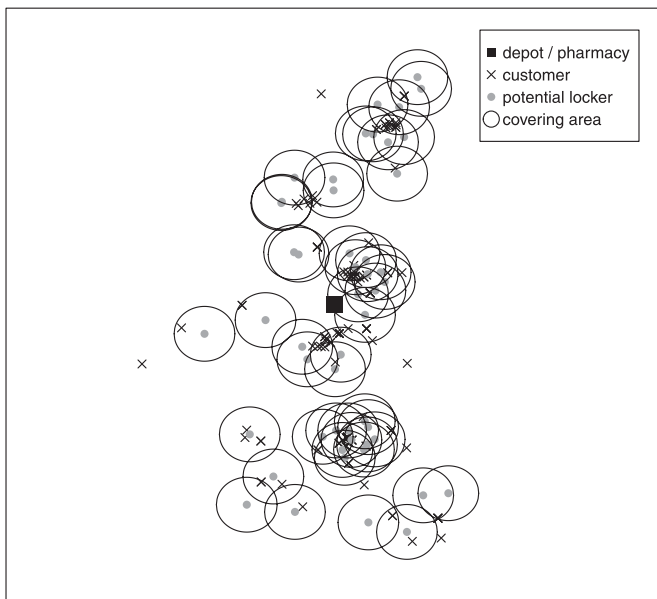 depot / pharmacy
customer
potential locker
covering area